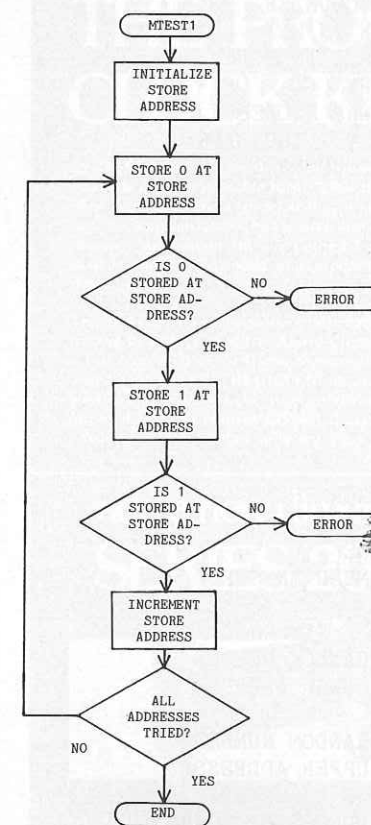 MTEST1
INITIALIZE
STORE
ADDRESS
STORE 0 AT
STORE
ADDRESS
IS 0
STORED AT
STORE AD-
DRESS?
NO
ERROR
YES
STORE 1 AT
STORE
ADDRESS
IS 1
STORED AT
STORE AD-
DRESS?
NO
ERROR
YES
INCREMENT
STORE
ADDRESS
ALL
ADDRESSES
TRIED?
NO
YES
END